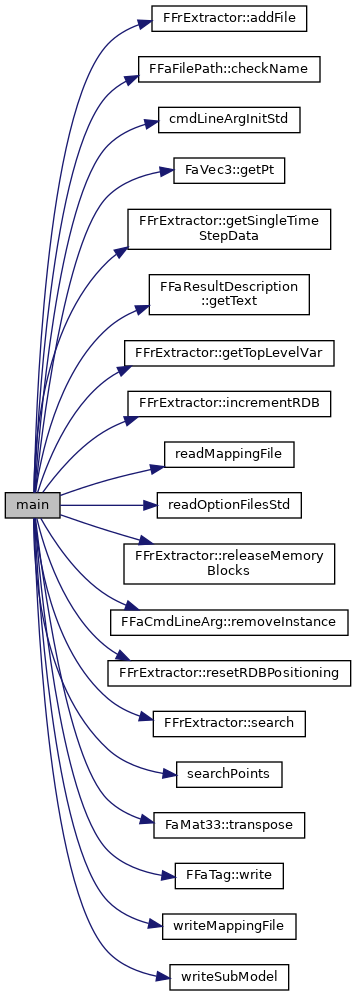 FFrExtractor::addFile
FFaFilePath::checkName
cmdLineArgInitStd
FaVec3::getPt
FFrExtractor::getSingleTime
StepData
FFaResultDescription
::getText
FFrExtractor::getTopLevelVar
FFrExtractor::incrementRDB
readMappingFile
main
readOptionFilesStd
FFrExtractor::releaseMemory
Blocks
FFaCmdLineArg::removeInstance
FFrExtractor::resetRDBPositioning
FFrExtractor::search
searchPoints
FaMat33::transpose
FFaTag::write
writeMappingFile
writeSubModel